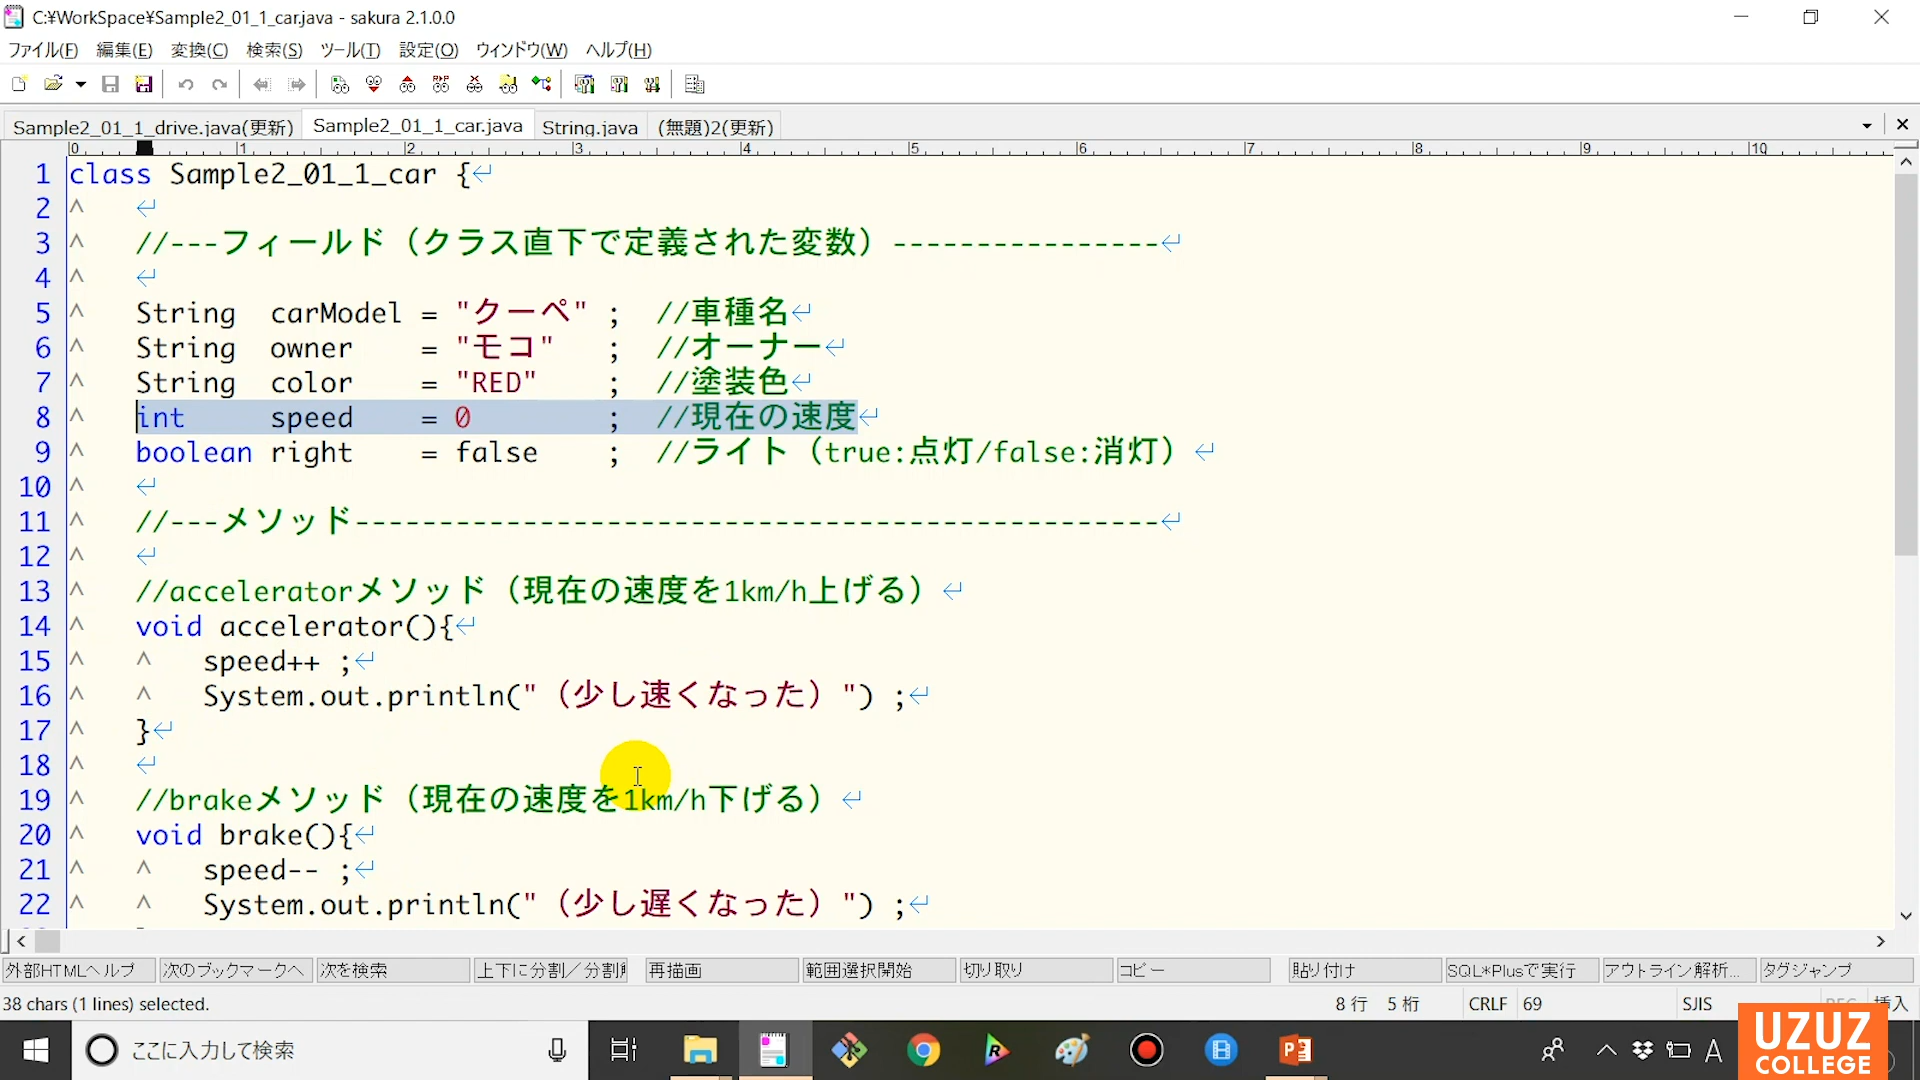 C:¥WorkSpace¥Sample2_01_1_car.java - sakura 2.1.0.0
ファイル(F) 編集(E) 変換(C) 検索(S) ツール(T) 設定(O) ウィンドウ(W) ヘルプ(H)
Sample2_01_1_drive.java(更新) Sample2_01_1_car.java String.java (無題)2(更新)
0 1 2 3 4 5 6 7 8 9 10
1 class Sample2_01_1_car {
2
3 //---フィールド（クラス直下で定義された変数）----------------
4
5 String carModel = "クーペ" ; //車種名
6 String owner = "モコ" ; //オーナー
7 String color = "RED" ; //塗装色
8 int speed = 0 ; //現在の速度
9 boolean right = false ; //ライト（true:点灯/false:消灯）
10
11 //---メソッド------------------------------------------------
12
13 //acceleratorメソッド（現在の速度を1km/h上げる）
14 void accelerator(){
15 speed++ ;
16 System.out.println("（少し速くなった）") ;
17 }
18
19 //brakeメソッド（現在の速度を1km/h下げる）
20 void brake(){
21 speed-- ;
22 System.out.println("（少し遅くなった）") ;
外部HTMLヘルプ 次のブックマークへ 次を検索 上下に分割／分割 再描画 範囲選択開始 切り取り コピー 貼り付け SQL*Plusで実行 アウトライン解析... タグジャンプ
38 chars (1 lines) selected. 8 行 5 桁 CRLF 69 SJIS REC 挿入
ここに入力して検索 A
UZUZ
COLLEGE